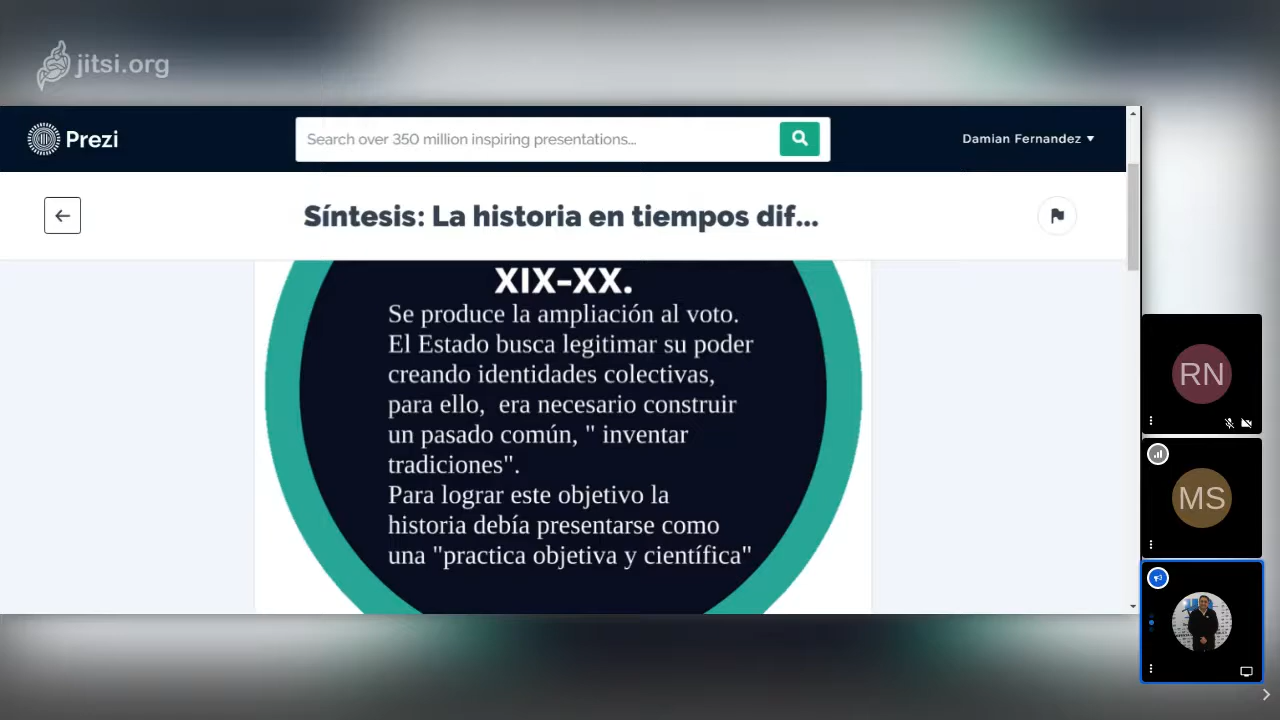 jitsi.org
Prezi
Search over 350 million inspiring presentations...
Damian Fernandez
Síntesis: La historia en tiempos dif...
XIX-XX.
Se produce la ampliación al voto.
El Estado busca legitimar su poder
creando identidades colectivas,
para ello, era necesario construir
un pasado común, " inventar
tradiciones".
Para lograr este objetivo la
historia debía presentarse como
una "practica objetiva y científica"
RN
MS